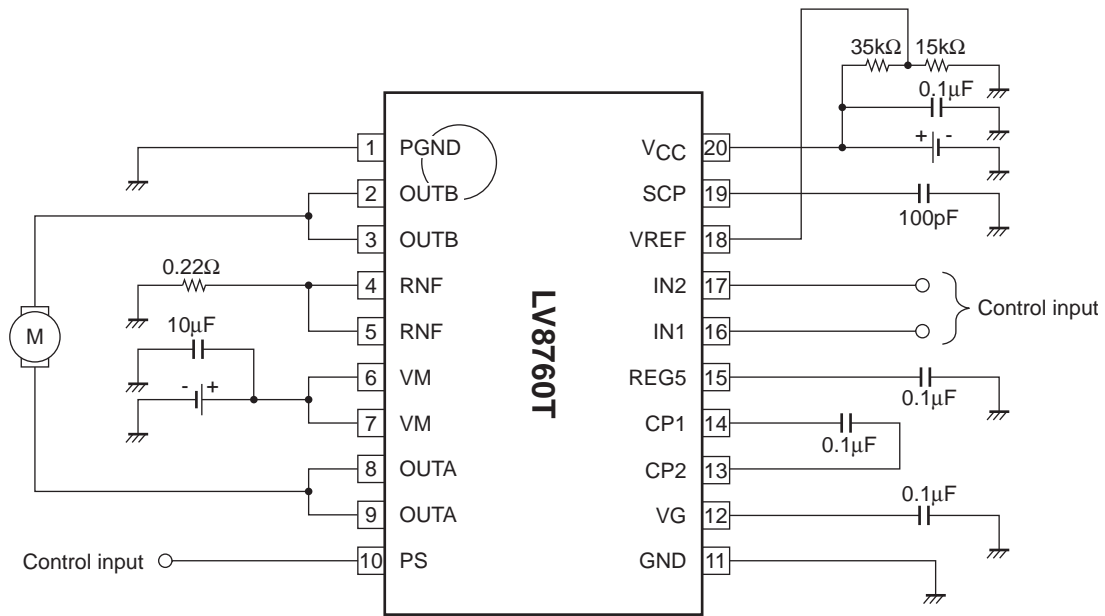 35kΩ 15kΩ
0.1µF
+ -
1 PGND VCC 20
2 OUTB SCP 19
100pF
3 OUTB VREF 18
0.22Ω
4 RNF IN2 17
Control input
5 RNF IN1 16
10µF
6 VM REG5 15
0.1µF
- +
7 VM CP1 14
0.1µF
M
8 OUTA CP2 13
0.1µF
9 OUTA VG 12
Control input
10 PS GND 11
LV8760T